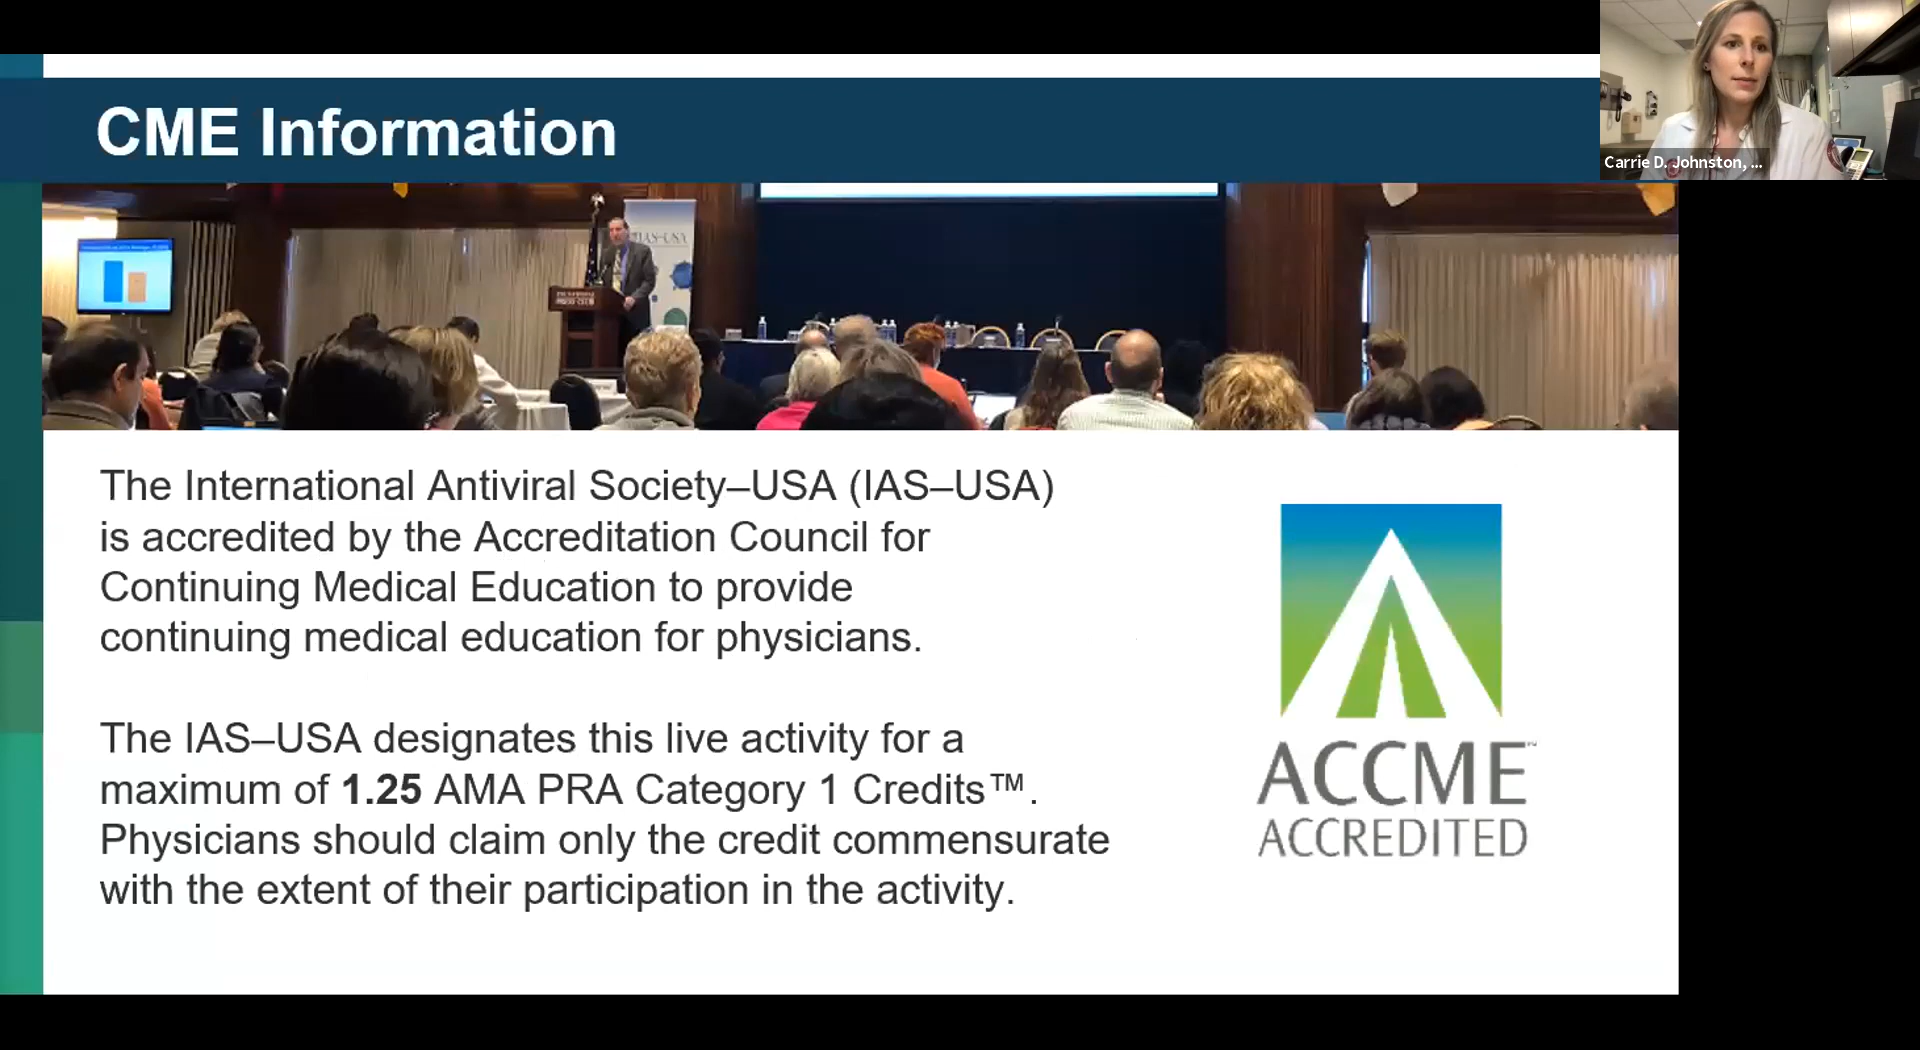 CME Information
Carrie D. Johnston, ...
IAS–USA
The International Antiviral Society–USA (IAS–USA)
is accredited by the Accreditation Council for
Continuing Medical Education to provide
continuing medical education for physicians.
The IAS–USA designates this live activity for a
maximum of 1.25 AMA PRA Category 1 Credits™.
Physicians should claim only the credit commensurate
with the extent of their participation in the activity.
ACCME™
ACCREDITED